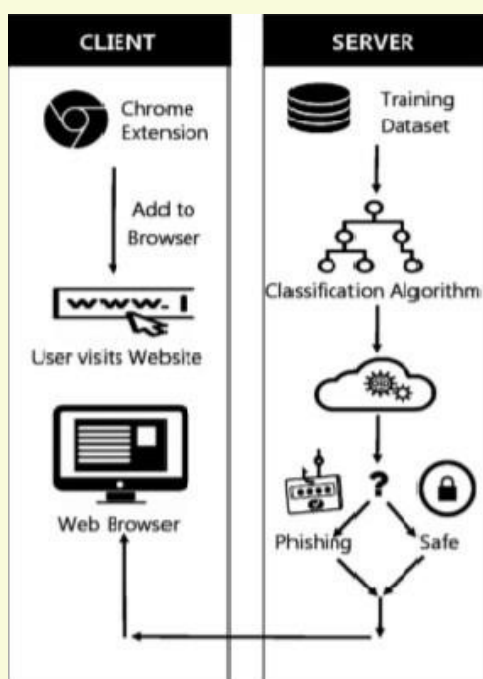 CLIENT
Chrome
Extension
Add to
Browser
www.
User visits Website
Web Browser
SERVER
Training
Dataset
Classification Algorithm
?
Phishing
Safe